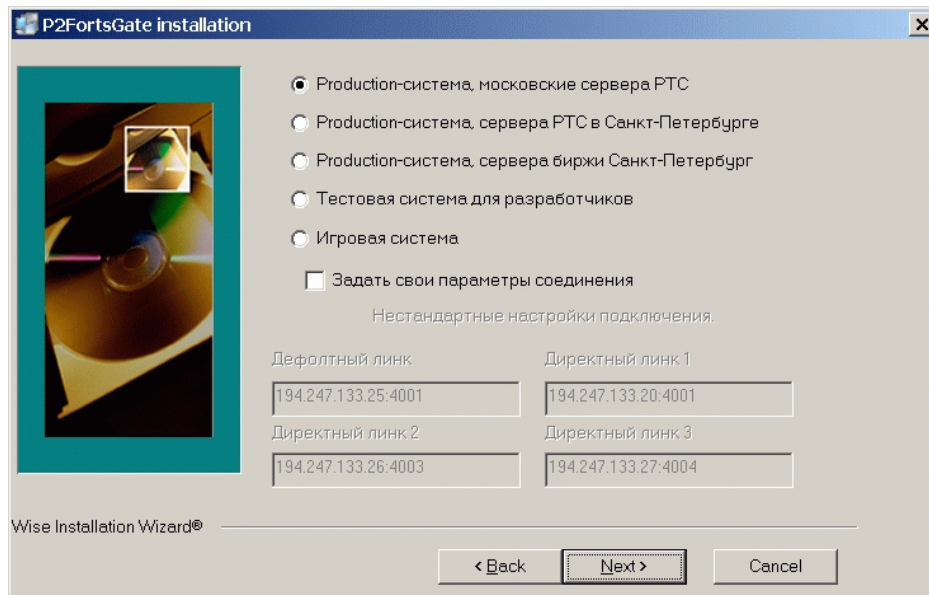 P2FortsGate installation
Production-система, московские сервера РТС
Production-система, сервера РТС в Санкт-Петербурге
Production-система, сервера биржи Санкт-Петербург
Тестовая система для разработчиков
Игровая система
Задать свои параметры соединения
Нестандартные настройки подключения.
Дефолтный линк
Директный линк 1
194.247.133.25:4001
194.247.133.20:4001
Директный линк 2
Директный линк 3
194.247.133.26:4003
194.247.133.27:4004
Wise Installation Wizard®
< Back
Next >
Cancel